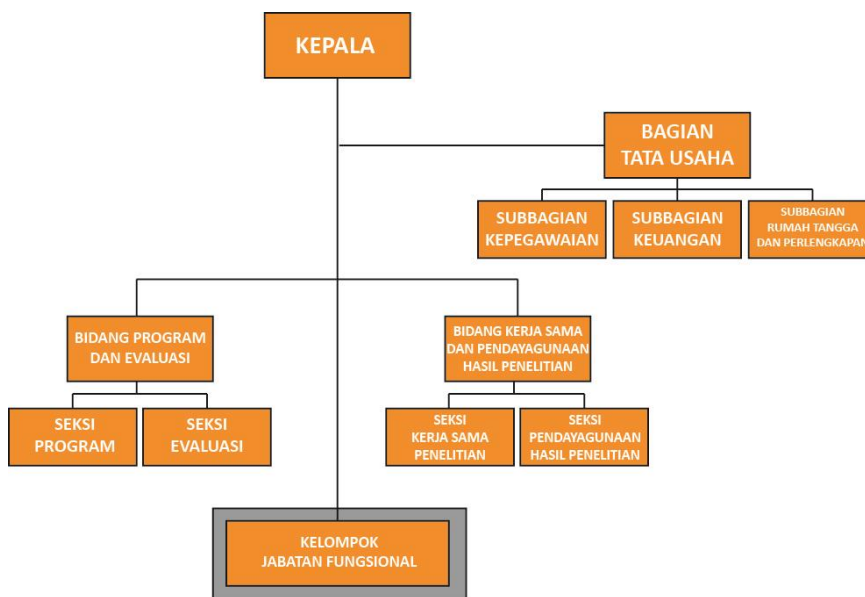 KEPALA
BAGIAN
TATA USAHA
SUBBAGIAN
KEPEGAWAIAN
SUBBAGIAN
KEUANGAN
SUBBAGIAN
RUMAH TANGGA
DAN PERLENGKAPAN
BIDANG PROGRAM
DAN EVALUASI
BIDANG KERJA SAMA
DAN PENDAYAGUNAAN
HASIL PENELITIAN
SEKSI
PROGRAM
SEKSI
EVALUASI
SEKSI
KERJA SAMA
PENELITIAN
SEKSI
PENDAYAGUNAAN
HASIL PENELITIAN
KELOMPOK
JABATAN FUNGSIONAL